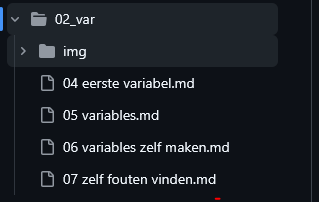 02_var
img
04 eerste variabel.md
05 variables.md
06 variables zelf maken.md
07 zelf fouten vinden.md